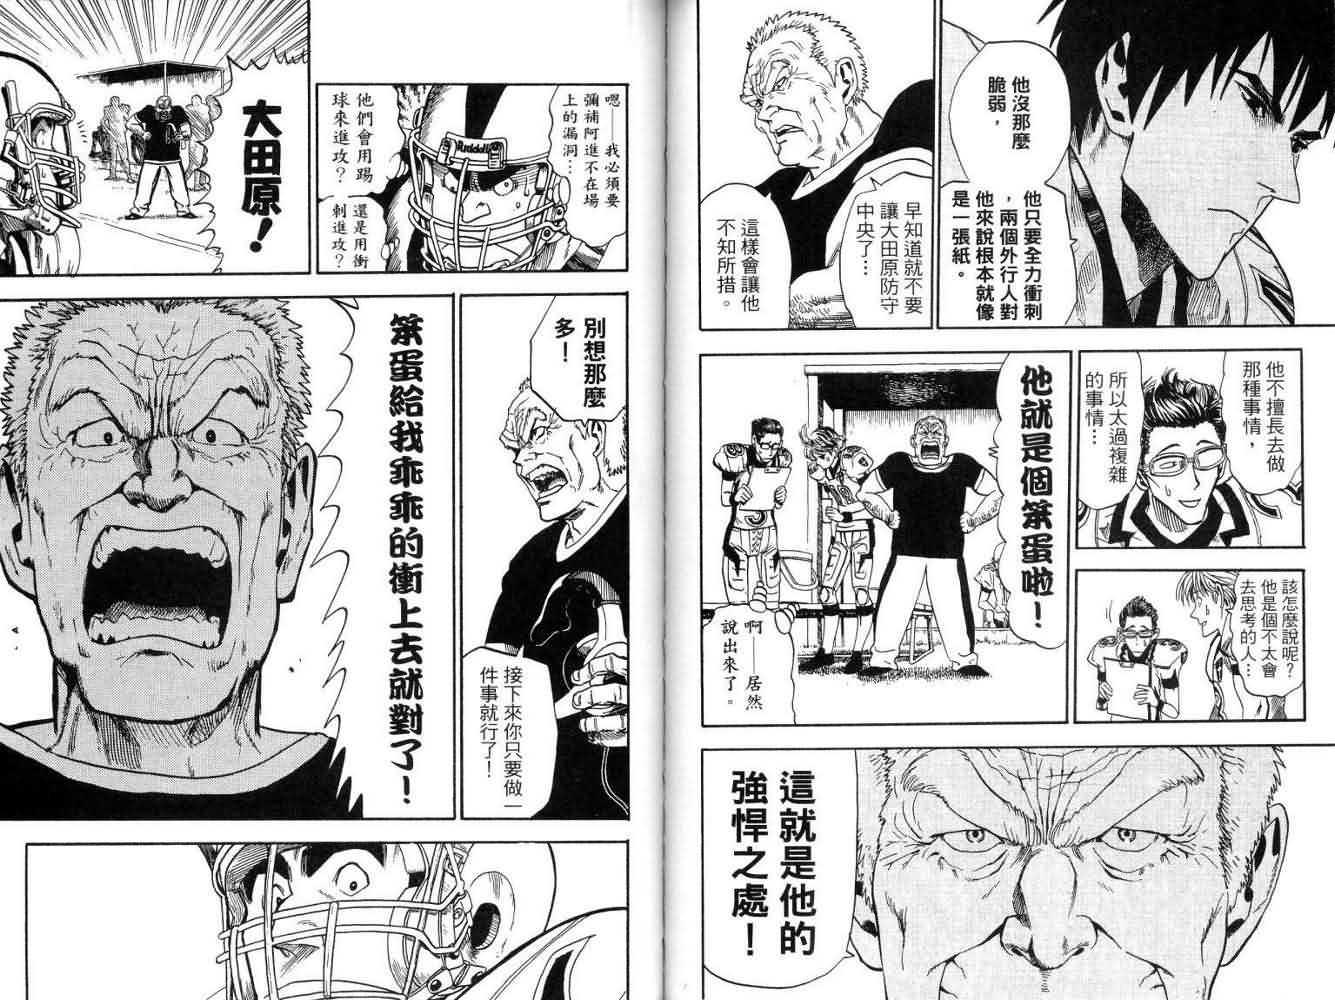 他沒那麼
脆弱，
他只要全力衝刺
，兩個外行人對
他來說根本就像
是一張紙。
早知道就不要
讓大田原防守
中央了…
這樣會讓他
不知所措。
他不擅長去做
那種事情，
所以太過複雜
的事情…
他就是個笨蛋啦！
啊——居然
說出來了。
該怎麼說呢？
他是個不太會
去思考的人…
這就是他的
強悍之處！
嗯——我必須要
彌補阿進不在場
上的漏洞…
他們會用踢
球來進攻？
還是用衝
刺進攻？
Riddell
大田原！
別想那麼
多！
接下來你只要做一
件事就行了！
笨蛋給我乖乖的衝上去就對了！